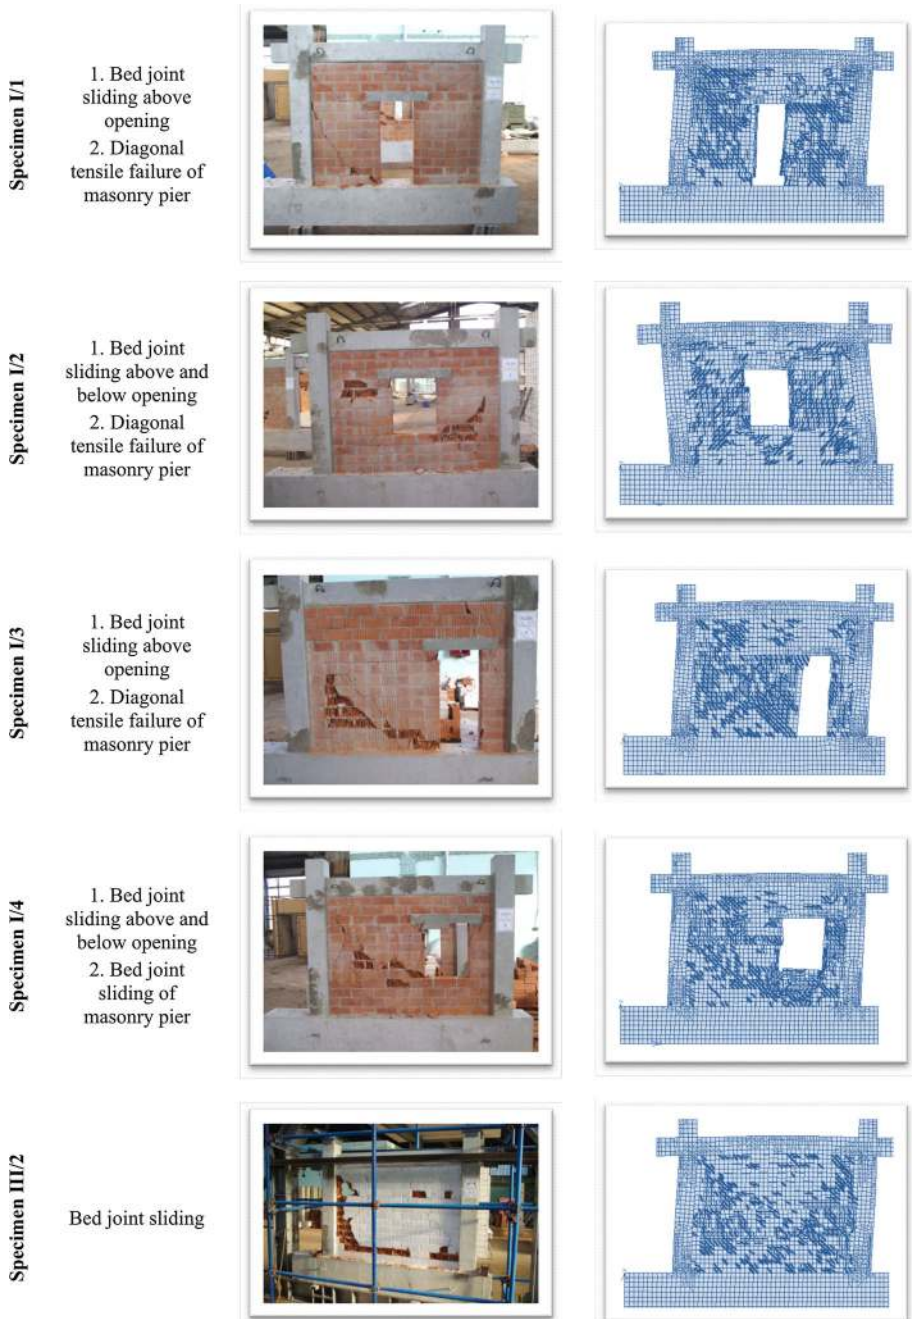 Specimen I/1
1. Bed joint
sliding above
opening
2. Diagonal
tensile failure of
masonry pier
Specimen I/2
1. Bed joint
sliding above and
below opening
2. Diagonal
tensile failure of
masonry pier
Specimen I/3
1. Bed joint
sliding above
opening
2. Diagonal
tensile failure of
masonry pier
Specimen I/4
1. Bed joint
sliding above and
below opening
2. Bed joint
sliding of
masonry pier
Specimen III/2
Bed joint sliding